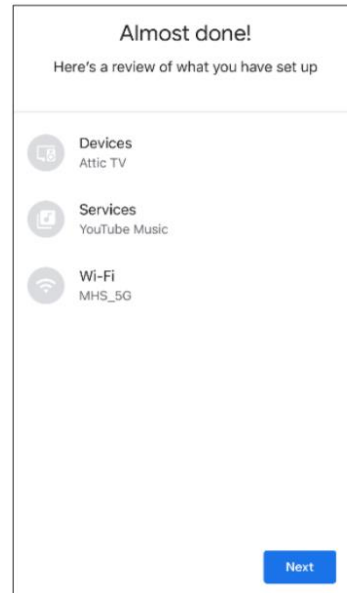 Almost done!
Here's a review of what you have set up
Devices
Attic TV
Services
YouTube Music
Wi-Fi
MHS_5G
Next